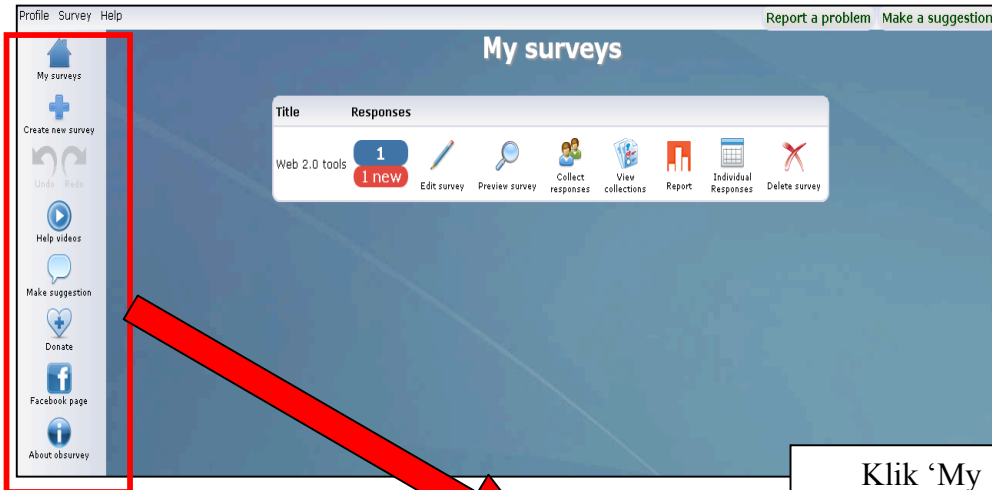 Profile Survey Help
Report a problem Make a suggestion
My surveys
My surveys
Create new survey
Undo Redo
Help videos
Make suggestion
Donate
Facebook page
About obsurvey
Title Responses
Web 2.0 tools
1
1 new
Edit survey
Preview survey
Collect
responses
View
collections
Report
Individual
Responses
Delete survey
Klik ‘My